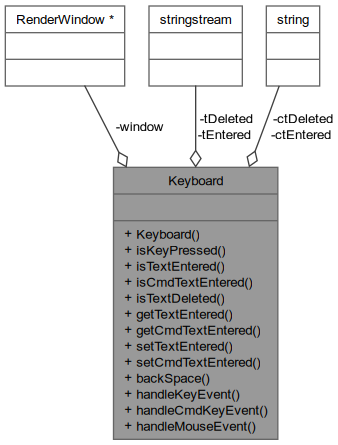 RenderWindow *
stringstream
string
-window
-tDeleted
-tEntered
-ctDeleted
-ctEntered
Keyboard
+ Keyboard()
+ isKeyPressed()
+ isTextEntered()
+ isCmdTextEntered()
+ isTextDeleted()
+ getTextEntered()
+ getCmdTextEntered()
+ setTextEntered()
+ setCmdTextEntered()
+ backSpace()
+ handleKeyEvent()
+ handleCmdKeyEvent()
+ handleMouseEvent()